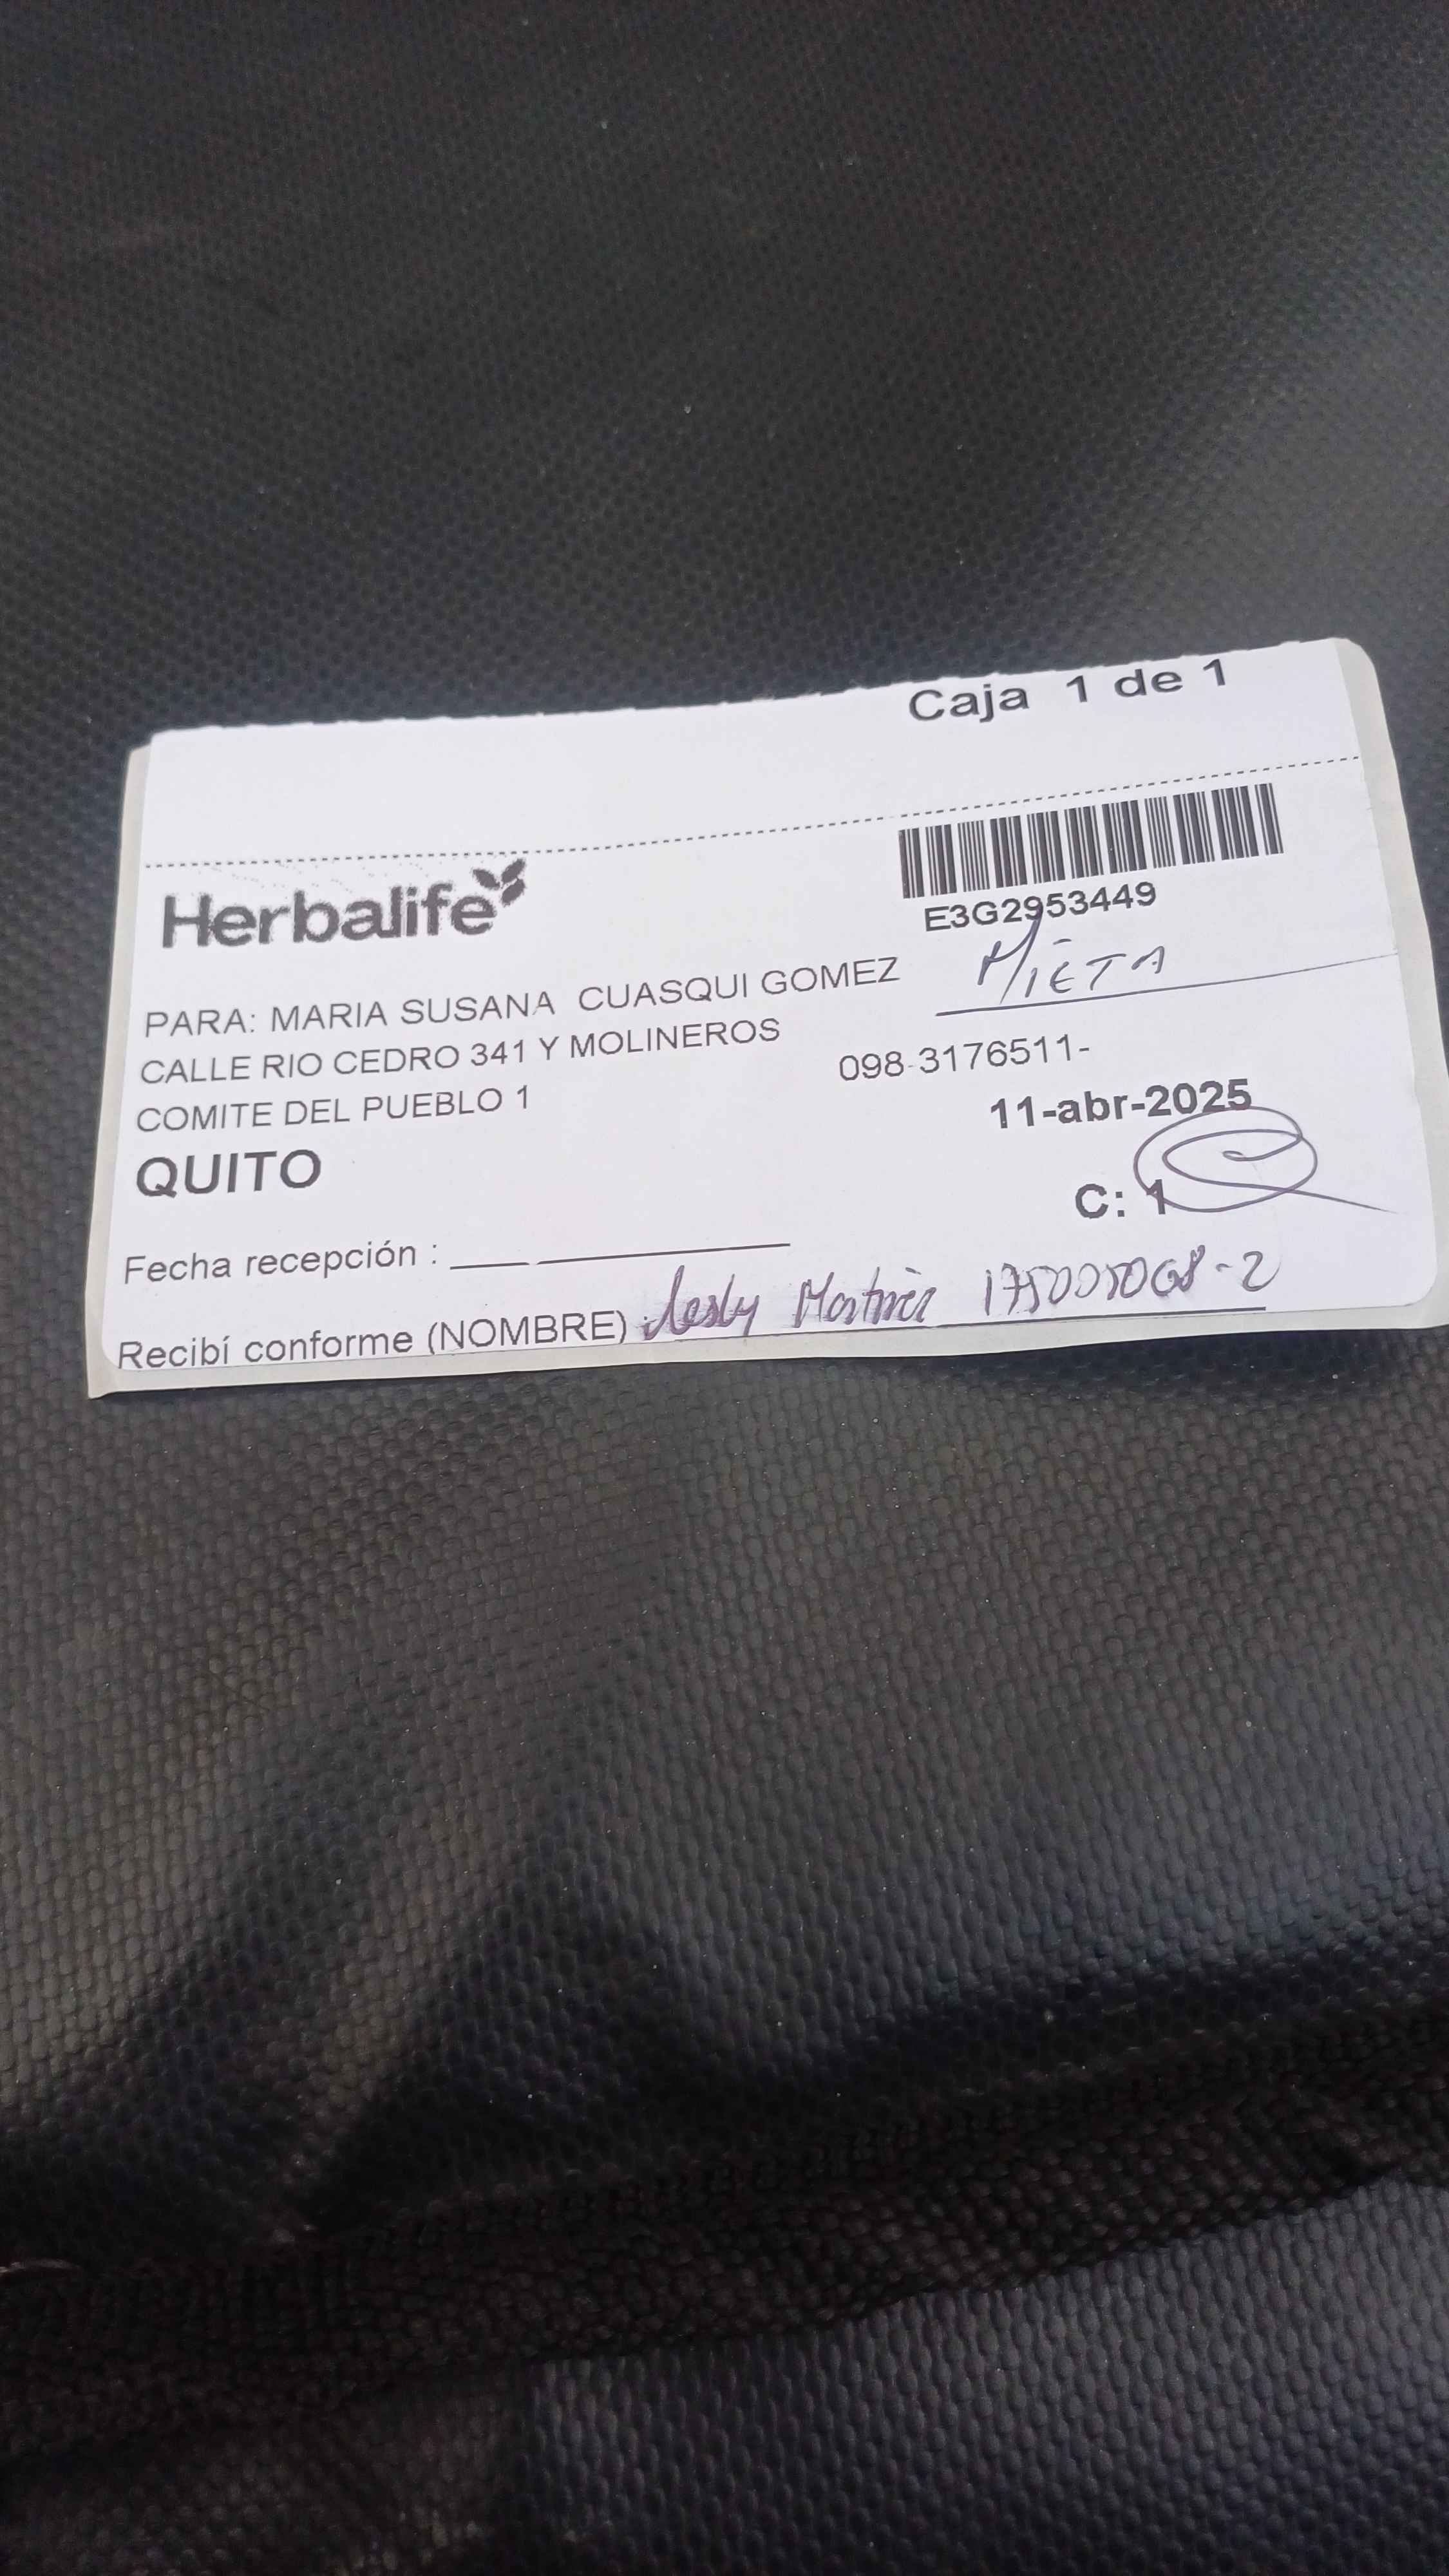 Caja 1 de 1
Herbalife
E3G2953449
PARA: MARIA SUSANA CUASQUI GOMEZ
CALLE RIO CEDRO 341 Y MOLINEROS
098-3176511-
COMITE DEL PUEBLO 1
11-abr-2025
QUITO
C: 1
Fecha recepción :
Recibí conforme (NOMBRE)